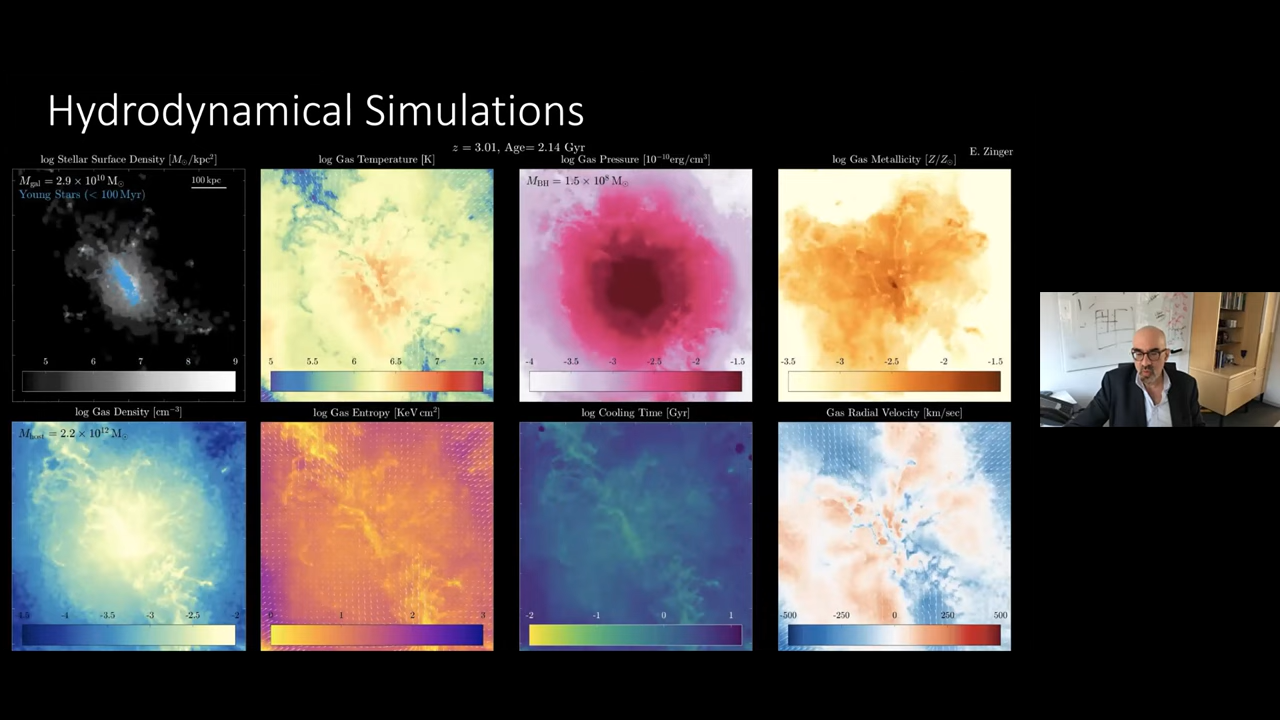 Hydrodynamical Simulations
z = 3.01, Age= 2.14 Gyr
E. Zinger
log Stellar Surface Density [M☉/kpc²]
log Gas Temperature [K]
log Gas Pressure [10⁻¹⁰erg/cm³]
log Gas Metallicity [Z/Z☉]
M_gal = 2.9 × 10¹⁰ M☉
100 kpc
Young Stars (< 100 Myr)
M_BH = 1.5 × 10⁸ M☉
5 6 7 8 9
5 5.5 6 6.5 7 7.5
-4 -3.5 -3 -2.5 -2 -1.5
-3.5 -3 -2.5 -2 -1.5
log Gas Density [cm⁻³]
log Gas Entropy [KeV cm²]
log Cooling Time [Gyr]
Gas Radial Velocity [km/sec]
M_host = 2.2 × 10¹² M☉
-4.5 -4 -3.5 -3 -2.5 -2
0 1 2 3
-2 -1 0 1
-500 -250 0 250 500